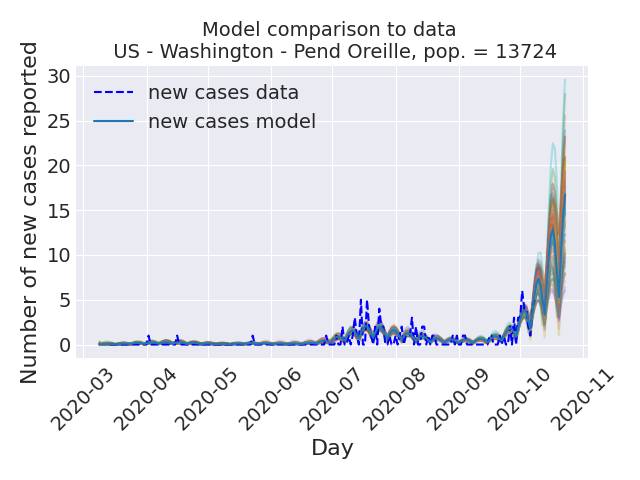 Model comparison to data
US - Washington - Pend Oreille, pop. = 13724
Number of new cases reported
30
25
20
15
10
5
0
new cases data
new cases model
2020-03
2020-04
2020-05
2020-06
2020-07
2020-08
2020-09
2020-10
2020-11
Day